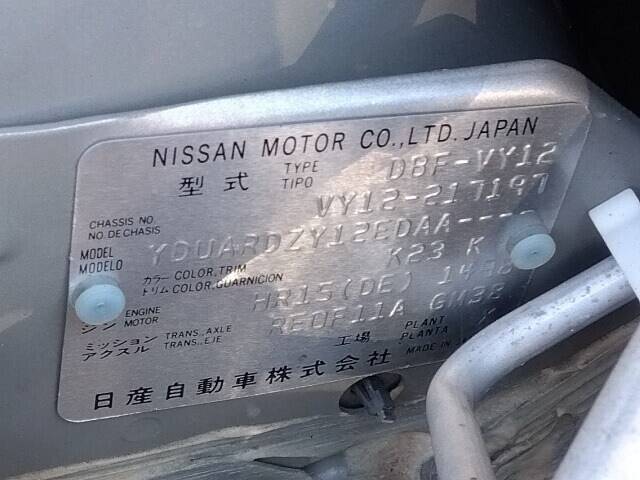 NISSAN MOTOR CO.,LTD. JAPAN
型式 TYPE TIPO DBF-VY12
CHASSIS NO. NO. DE CHASIS VY12-217197
MODEL MODELO YDUARDZY12EDAA----
カラー COLOR,TRIM トリム COLOR,GUARNICION K23 K
ENGINE エンジン MOTOR HR15(DE)
ミッション TRANS.,AXLE アクスル TRANS.,EJE RE0F11A GM38
工場 PLANT PLANTA
日産自動車株式会社 MADE IN